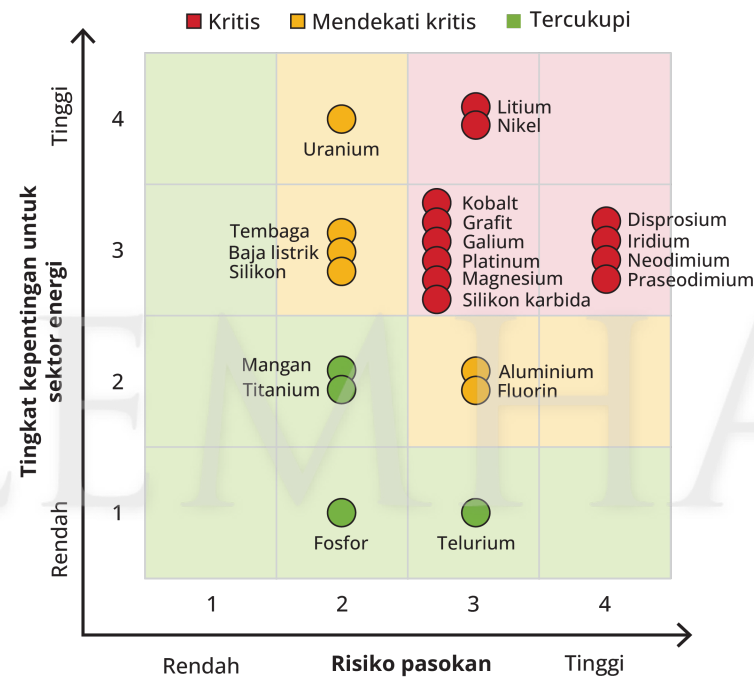 Kritis Mendekati kritis Tercukupi
Tinggi
Tingkat kepentingan untuk
sektor energi
Rendah
4
3
2
1
Uranium
Litium
Nikel
Tembaga
Baja listrik
Silikon
Kobalt
Grafit
Galium
Platinum
Magnesium
Silikon karbida
Disprosium
Iridium
Neodimium
Praseodimium
Mangan
Titanium
Aluminium
Fluorin
Fosfor
Telurium
1 2 3 4
Rendah Risiko pasokan Tinggi